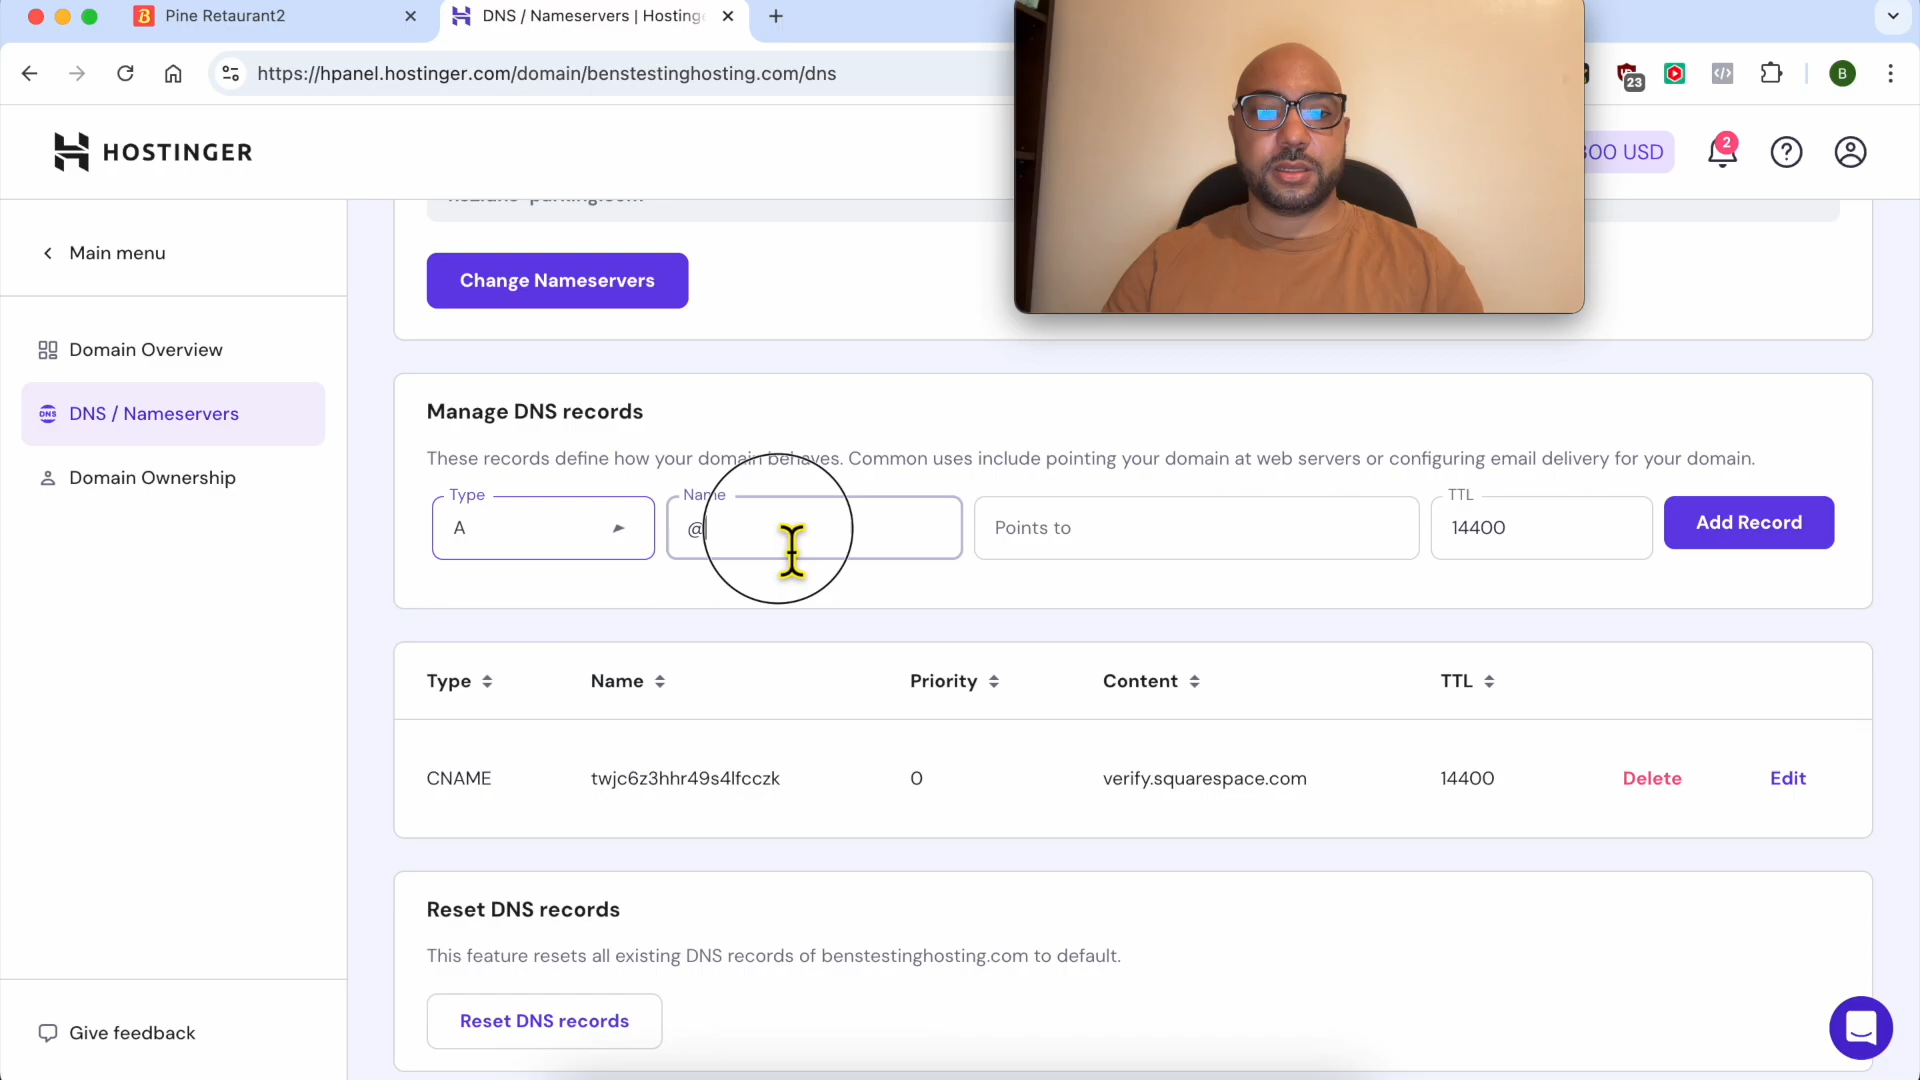 Pine Retaurant2
DNS / Nameservers | Hosting
https://hpanel.hostinger.com/domain/benstestinghosting.com/dns
23
B
HOSTINGER
300 USD
2
Main menu
Change Nameservers
Domain Overview
DNS / Nameservers
Domain Ownership
Manage DNS records
These records define how your domain behaves. Common uses include pointing your domain at web servers or configuring email delivery for your domain.
Type
A
Name
@
Points to
TTL
14400
Add Record
Type Name Priority Content TTL
CNAME twjc6z3hhr49s4lfcczk 0 verify.squarespace.com 14400 Delete Edit
Reset DNS records
This feature resets all existing DNS records of benstestinghosting.com to default.
Reset DNS records
Give feedback